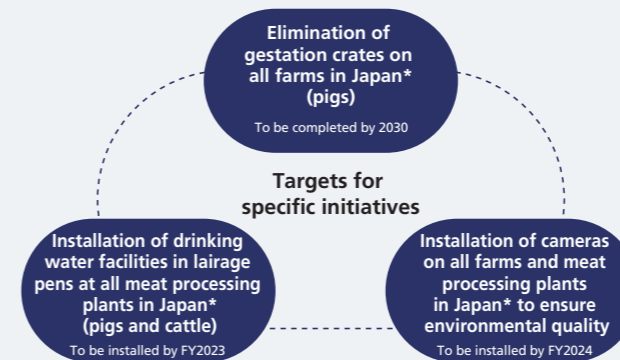 Elimination of
gestation crates on
all farms in Japan*
(pigs)
To be completed by 2030
Targets for
specific initiatives
Installation of drinking
water facilities in lairage
pens at all meat processing
plants in Japan*
(pigs and cattle)
To be installed by FY2023
Installation of cameras
on all farms and meat
processing plants
in Japan* to ensure
environmental quality
To be installed by FY2024